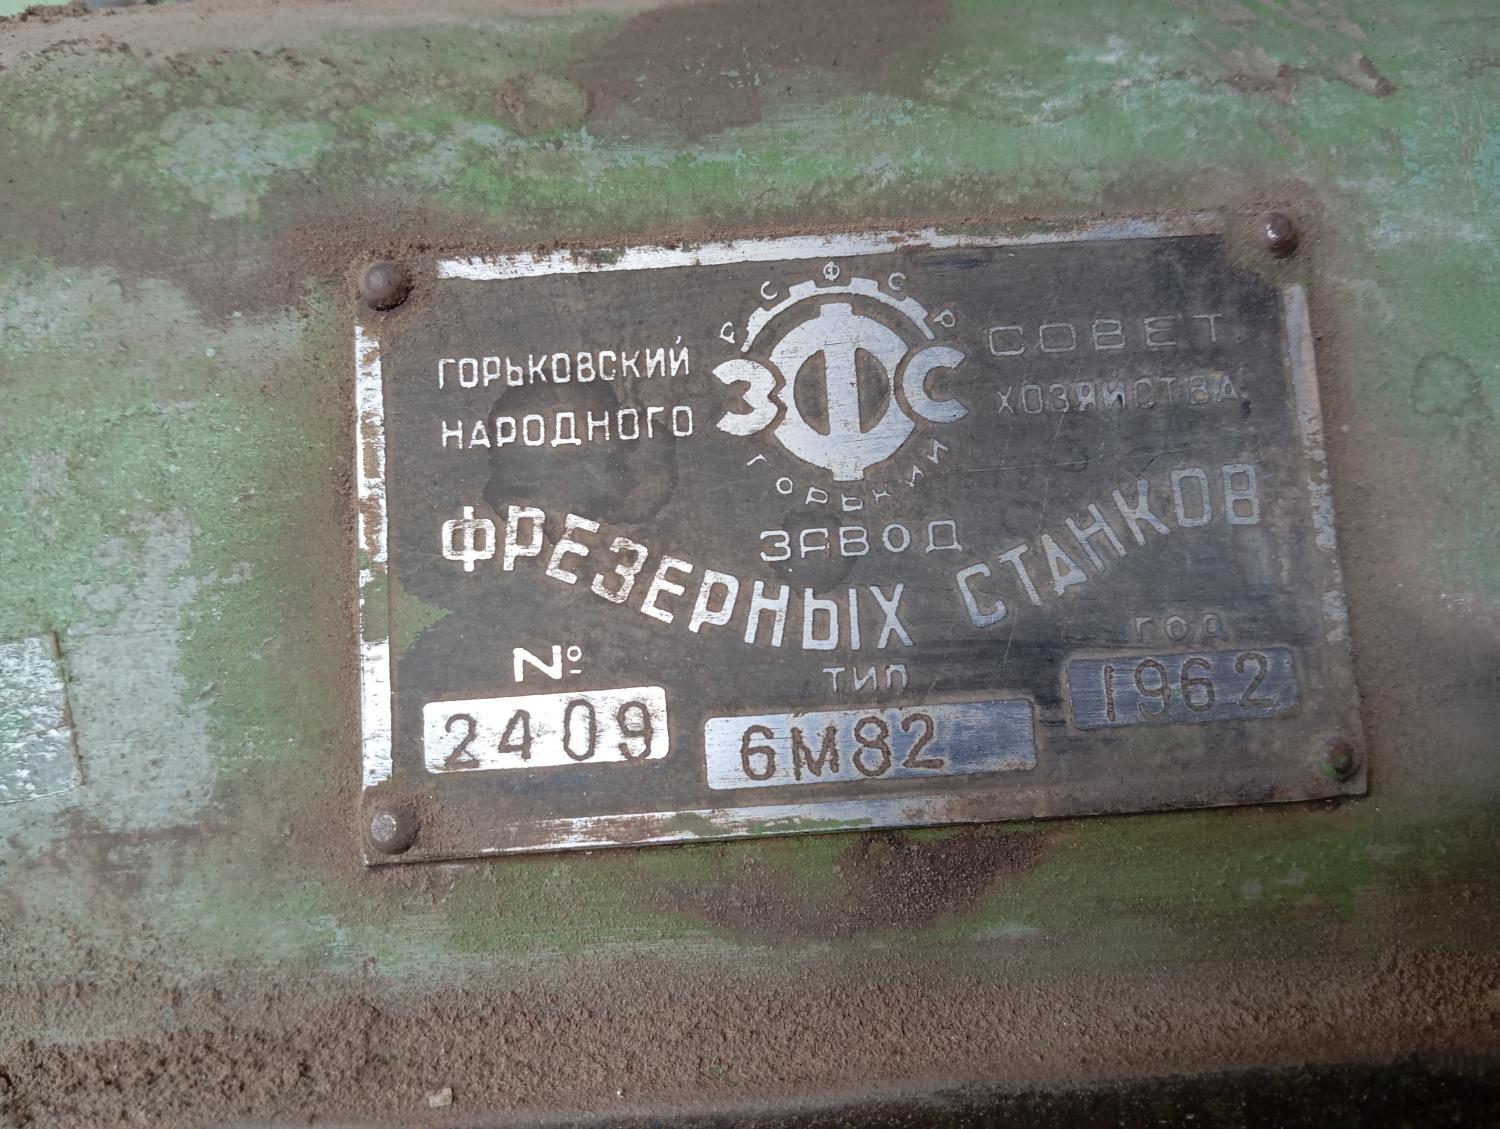 РСФСР
ГОРЬКОВСКИЙ ЗФС СОВЕТ
НАРОДНОГО ХОЗЯЙСТВА
ГОРЬКИЙ
ЗАВОД
ФРЕЗЕРНЫХ СТАНКОВ
№ ТИП ГОД
2409 6М82 1962